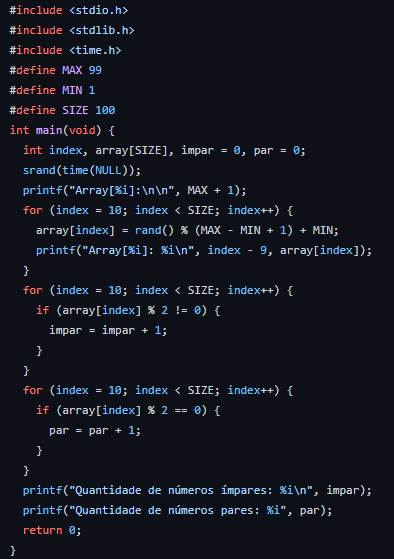 #include <stdio.h>
#include <stdlib.h>
#include <time.h>
#define MAX 99
#define MIN 1
#define SIZE 100
int main(void) {
  int index, array[SIZE], impar = 0, par = 0;
  srand(time(NULL));
  printf("Array[%i]:\n\n", MAX + 1);
  for (index = 10; index < SIZE; index++) {
    array[index] = rand() % (MAX - MIN + 1) + MIN;
    printf("Array[%i]: %i\n", index - 9, array[index]);
  }
  for (index = 10; index < SIZE; index++) {
    if (array[index] % 2 != 0) {
      impar = impar + 1;
    }
  }
  for (index = 10; index < SIZE; index++) {
    if (array[index] % 2 == 0) {
      par = par + 1;
    }
  }
  printf("Quantidade de números ímpares: %i\n", impar);
  printf("Quantidade de números pares: %i", par);
  return 0;
}